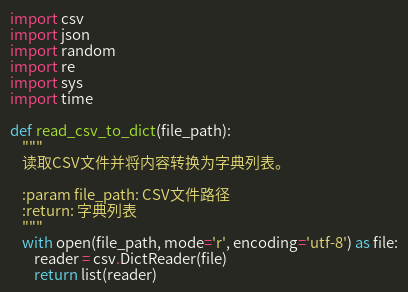 import csv
import json
import random
import re
import sys
import time

def read_csv_to_dict(file_path):
    """
    读取CSV文件并将内容转换为字典列表。

    :param file_path: CSV文件路径
    :return: 字典列表
    """
    with open(file_path, mode='r', encoding='utf-8') as file:
        reader = csv.DictReader(file)
        return list(reader)